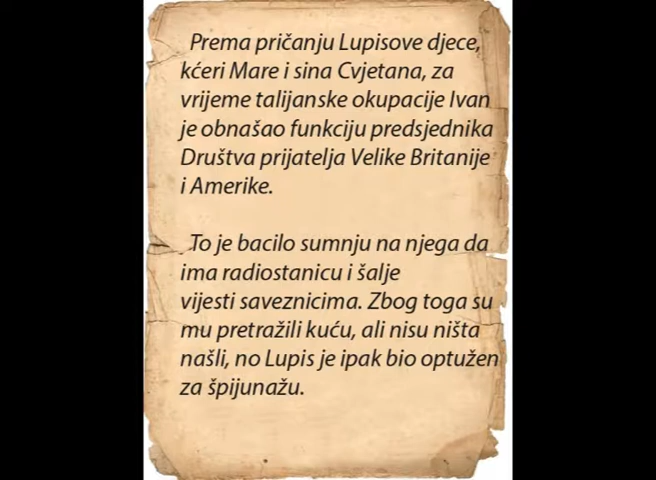 Prema pričanju Lupisove djece,
kćeri Mare i sina Cvjetana, za
vrijeme talijanske okupacije Ivan
je obnašao funkciju predsjednika
Društva prijatelja Velike Britanije
i Amerike.
To je bacilo sumnju na njega da
ima radiostanicu i šalje
vijesti saveznicima. Zbog toga su
mu pretražili kuću, ali nisu ništa
našli, no Lupis je ipak bio optužen
za špijunažu.